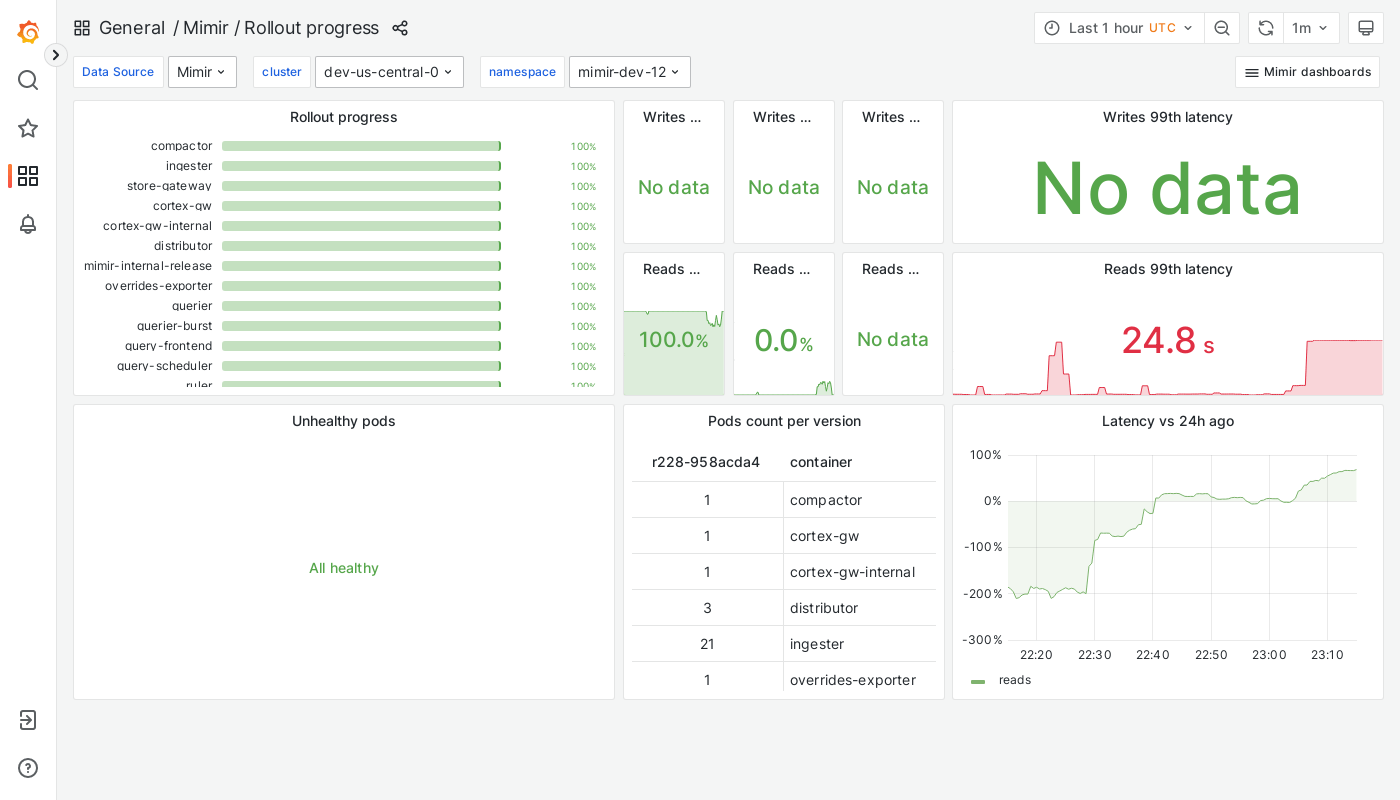 General / Mimir / Rollout progress
Last 1 hour UTC
1m
Data Source Mimir
cluster dev-us-central-0
namespace mimir-dev-12
Mimir dashboards
Rollout progress
compactor 100%
ingester 100%
store-gateway 100%
cortex-gw 100%
cortex-gw-internal 100%
distributor 100%
mimir-internal-release 100%
overrides-exporter 100%
querier 100%
querier-burst 100%
query-frontend 100%
query-scheduler 100%
ruler 100%
Writes ...
No data
Writes ...
No data
Writes ...
No data
Writes 99th latency
No data
Reads ...
100.0%
Reads ...
0.0%
Reads ...
No data
Reads 99th latency
24.8 s
Unhealthy pods
All healthy
Pods count per version
r228-958acda4 container
1 compactor
1 cortex-gw
1 cortex-gw-internal
3 distributor
21 ingester
1 overrides-exporter
Latency vs 24h ago
100%
0%
-100%
-200%
-300%
22:20 22:30 22:40 22:50 23:00 23:10
reads